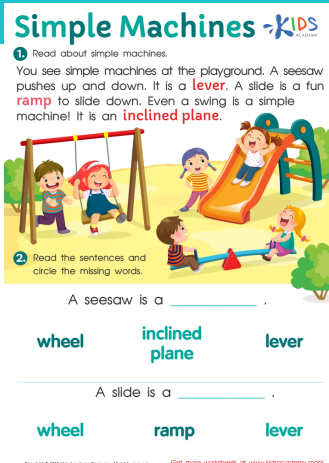 Simple Machines
KIDS
ACADEMY
1. Read about simple machines.
You see simple machines at the playground. A seesaw
pushes up and down. It is a lever. A slide is a fun
ramp to slide down. Even a swing is a simple
machine! It is an inclined plane.
2. Read the sentences and
circle the missing words.
A seesaw is a ____________ .
wheel
inclined
plane
lever
A slide is a ____________ .
wheel
ramp
lever
Get more worksheets at www.kidsacademy.mobi